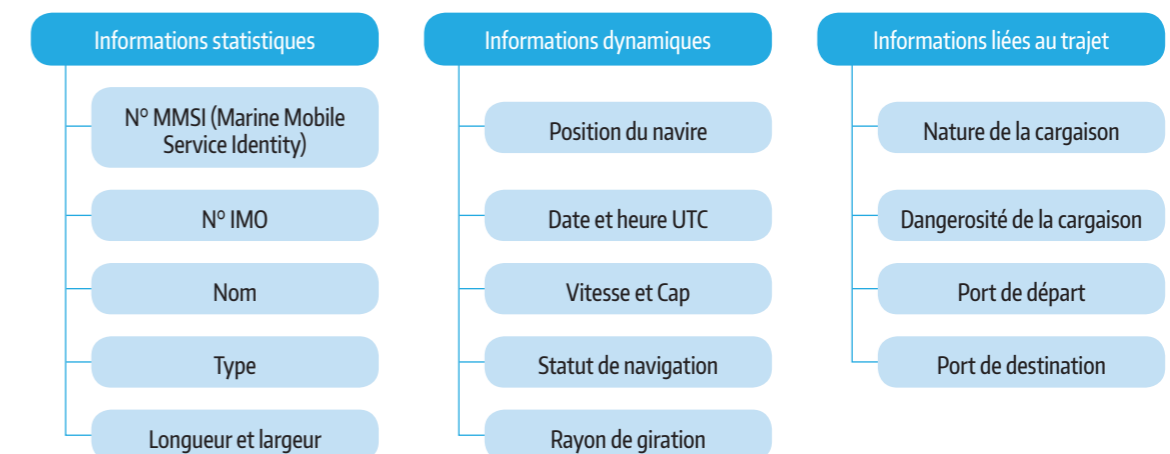 Informations statistiques
Nº MMSI (Marine Mobile
Service Identity)
Nº IMO
Nom
Type
Longueur et largeur
Informations dynamiques
Position du navire
Date et heure UTC
Vitesse et Cap
Statut de navigation
Rayon de giration
Informations liées au trajet
Nature de la cargaison
Dangerosité de la cargaison
Port de départ
Port de destination